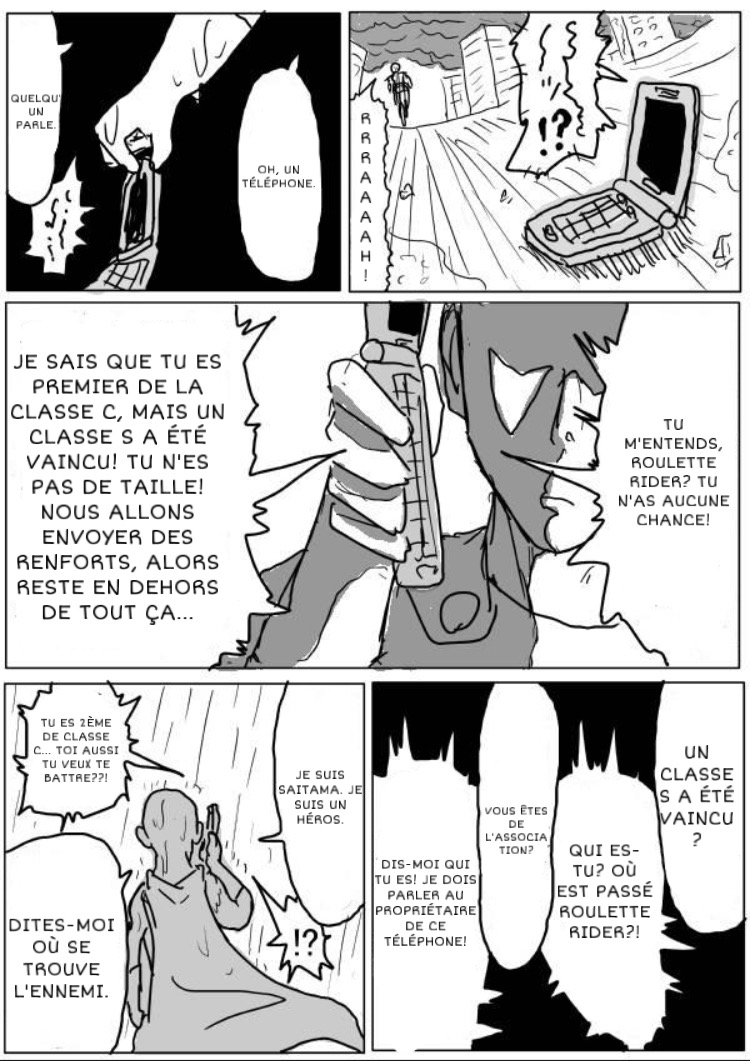 !?
RRRAAAAH!
OH, UN
TÉLÉPHONE.
QUELQU'
UN
PARLE.
TU
M'ENTENDS,
ROULETTE
RIDER? TU
N'AS AUCUNE
CHANCE!
JE SAIS QUE TU ES
PREMIER DE LA
CLASSE C, MAIS UN
CLASSE S A ÉTÉ
VAINCU! TU N'ES
PAS DE TAILLE!
NOUS ALLONS
ENVOYER DES
RENFORTS, ALORS
RESTE EN DEHORS
DE TOUT ÇA...
UN
CLASSE
S A ÉTÉ
VAINCU
?
QUI ES-
TU? OÙ
EST PASSÉ
ROULETTE
RIDER?!
VOUS ÊTES
DE
L'ASSOCIA
TION?
DIS-MOI QUI
TU ES! JE DOIS
PARLER AU
PROPRIÉTAIRE
DE CE
TÉLÉPHONE!
JE SUIS
SAITAMA. JE
SUIS UN
HÉROS.
!?
TU ES 2ÈME
DE CLASSE
C... TOI AUSSI
TU VEUX TE
BATTRE??!
DITES-MOI
OÙ SE
TROUVE
L'ENNEMI.